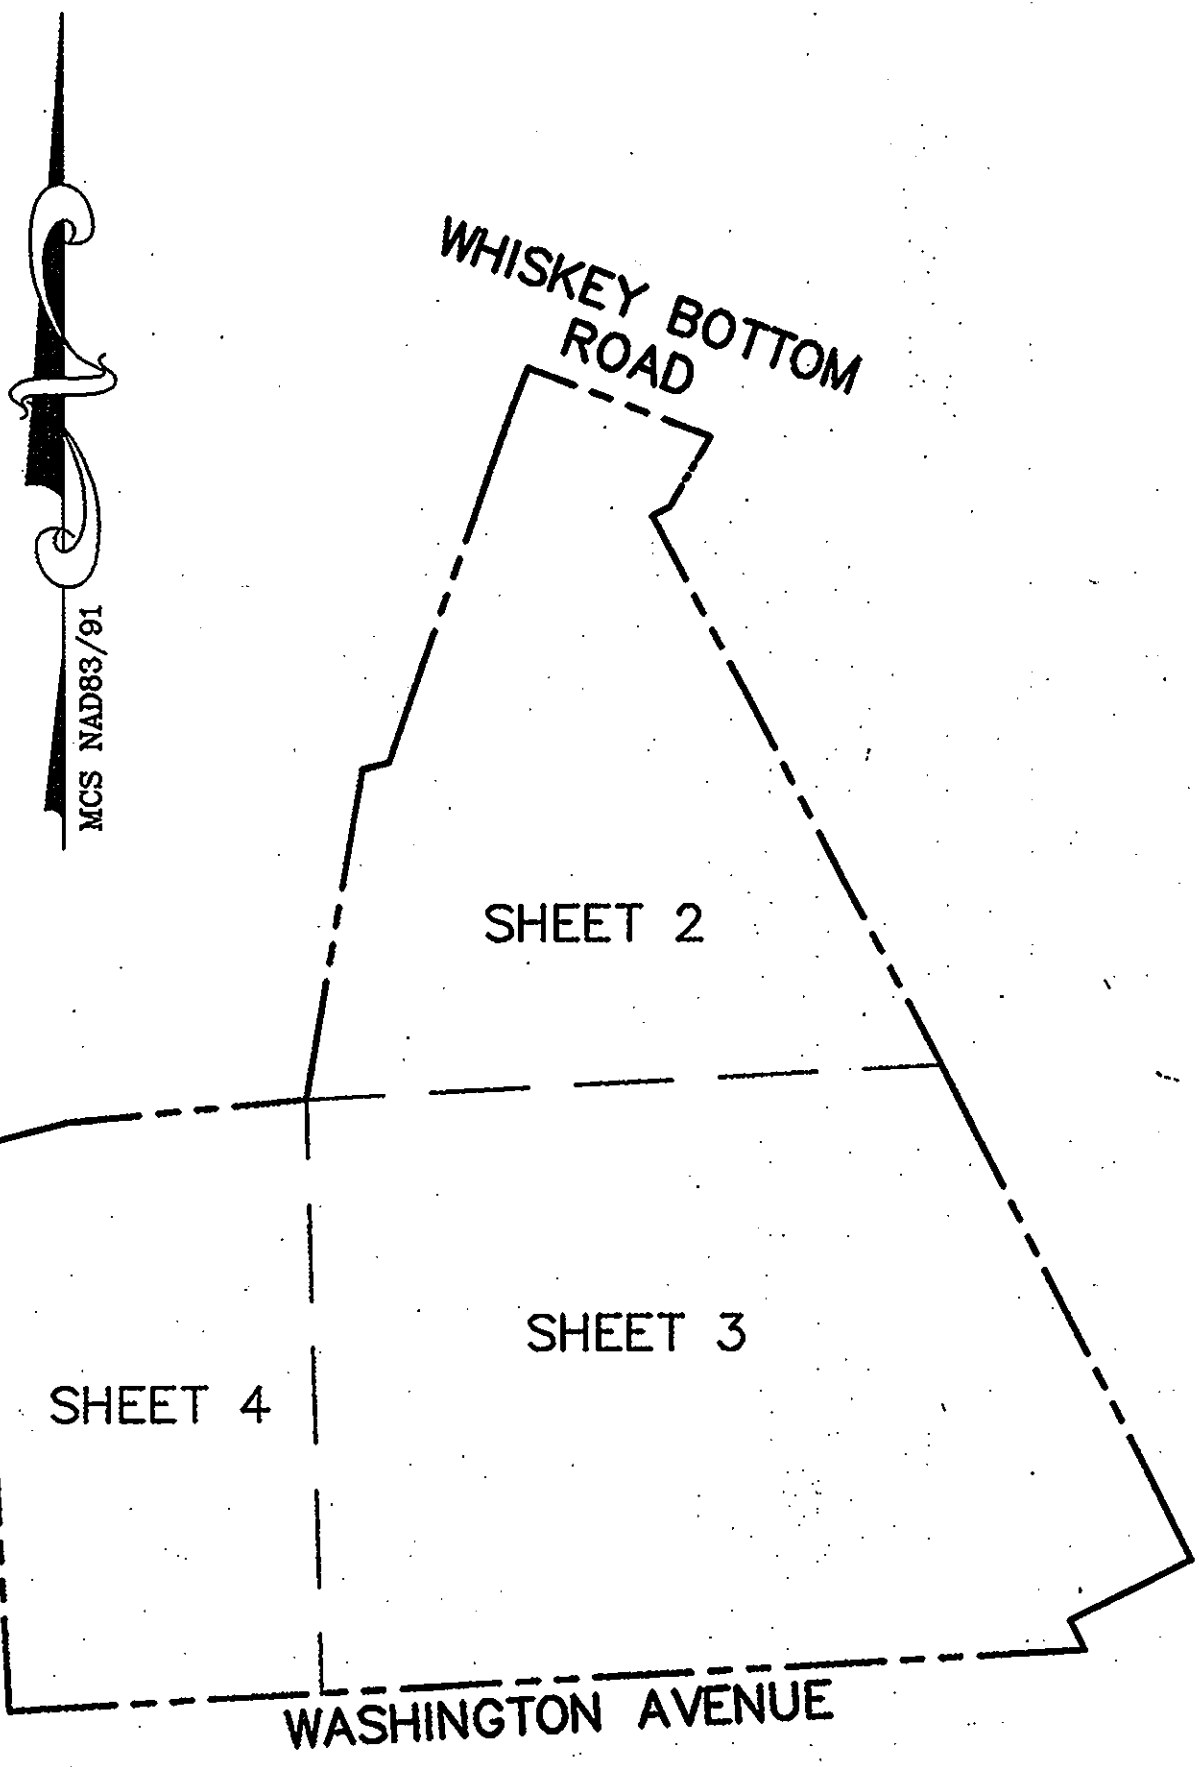 WHISKEY BOTTOM
ROAD
MCS NAD83/91
SHEET 2
SHEET 3
SHEET 4
WASHINGTON AVENUE